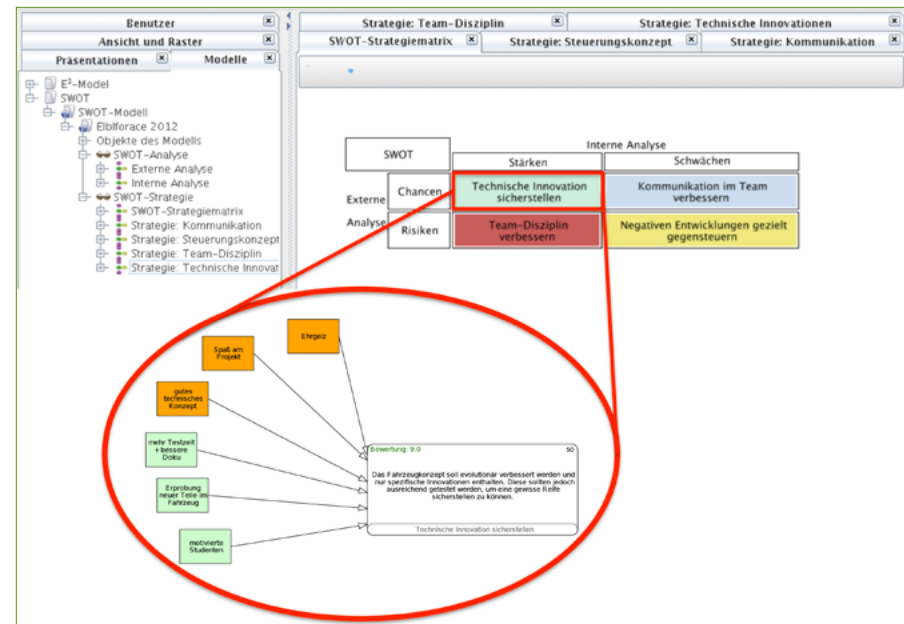 Benutzer
Ansicht und Raster
Präsentationen
Modelle
E³-Model
SWOT
SWOT-Modell
Elbflorace 2012
Objekte des Modells
SWOT-Analyse
Externe Analyse
Interne Analyse
SWOT-Strategie
SWOT-Strategiematrix
Strategie: Kommunikation
Strategie: Steuerungskonzept
Strategie: Team-Disziplin
Strategie: Technische Innovat
Strategie: Team-Disziplin
Strategie: Technische Innovationen
SWOT-Strategiematrix
Strategie: Steuerungskonzept
Strategie: Kommunikation
SWOT
Interne Analyse
Stärken
Schwächen
Externe
Analyse
Chancen
Technische Innovation
sicherstellen
Kommunikation im Team
verbessern
Risiken
Team-Disziplin
verbessern
Negativen Entwicklungen gezielt
gegensteuern
Ehrgeiz
Spaß am
Projekt
gutes
technisches
Konzept
mehr Testzeit
+ bessere
Doku
Erprobung
neuer Teile im
Fahrzeug
motivierte
Studenten
Bewertung: 9.0
SO
Das Fahrzeugkonzept soll evolutionär verbessert werden und
nur spezifische Innovationen enthalten. Diese sollten jedoch
ausreichend getestet werden, um eine gewisse Reife
sicherstellen zu können.
Technische Innovation sicherstellen